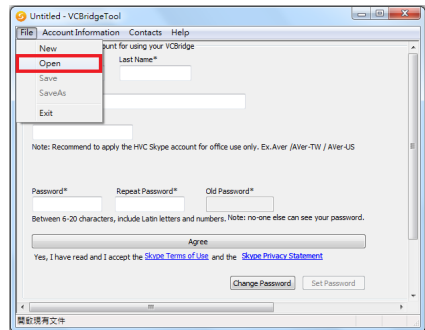 Untitled - VCBridgeTool
File Account Information Contacts Help
New
Open
Save
SaveAs
Exit
unt for using your VCBridge
Last Name*
Note: Recommend to apply the HVC Skype account for office use only. Ex.Aver /AVer-TW / AVer-US
Password* Repeat Password* Old Password*
Between 6-20 characters, include Latin letters and numbers. Note: no-one else can see your password.
Agree
Yes, I have read and I accept the Skype Terms of Use and the Skype Privacy Statement
Change Password Set Password
開啟現有文件